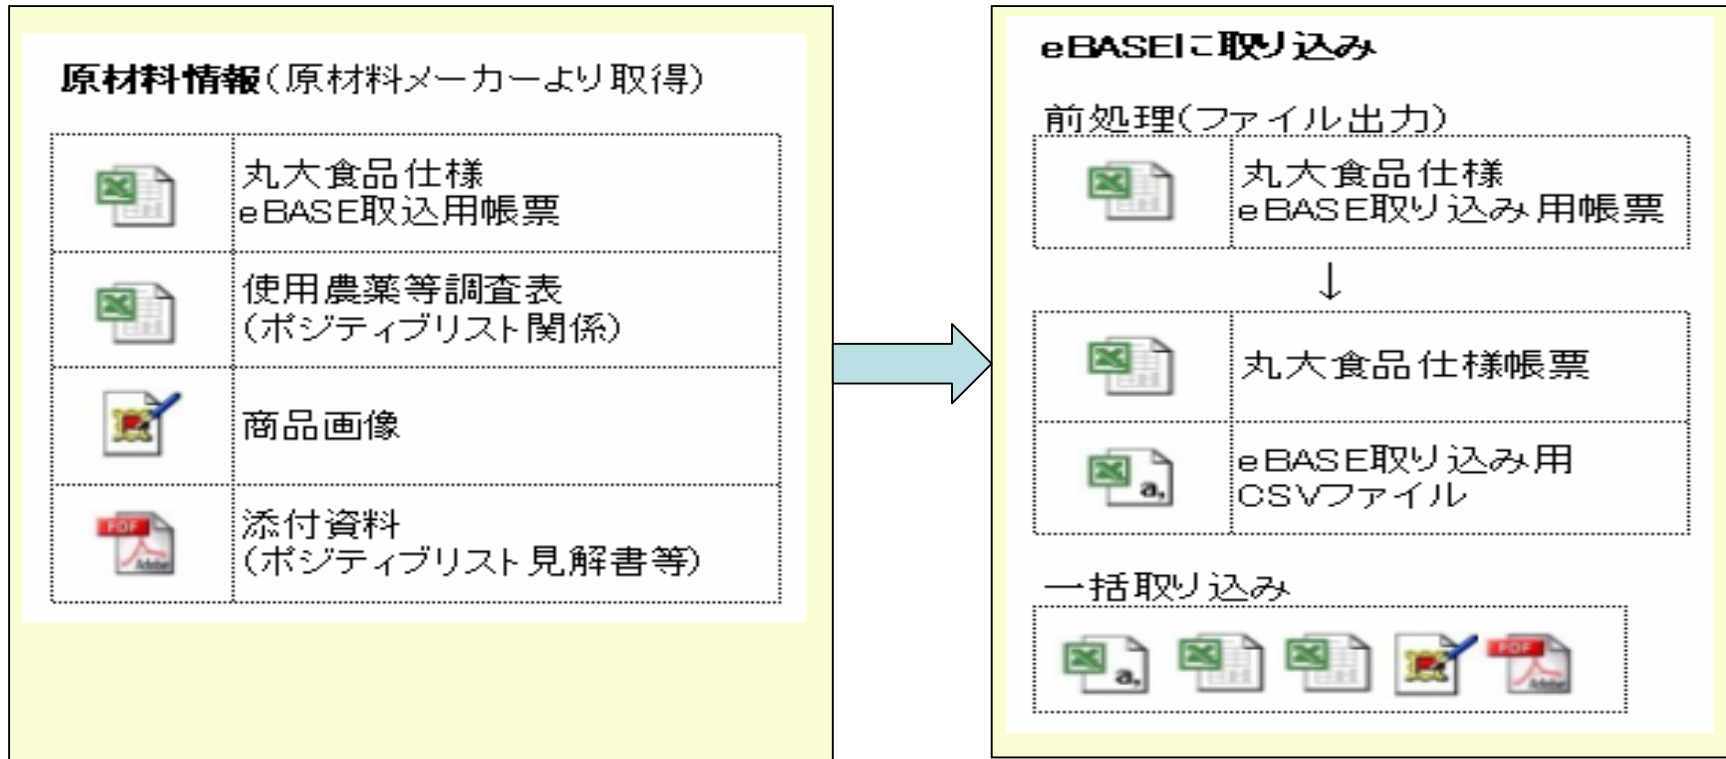 原材料情報(原材料メーカーより取得)
丸大食品仕様
eBASE取込用帳票
使用農薬等調査表
(ポジティブリスト関係)
商品画像
PDF
Adobe
添付資料
(ポジティブリスト見解書等)
eBASEに取り込み
前処理(ファイル出力)
丸大食品仕様
eBASE取り込み用帳票
↓
丸大食品仕様帳票
a,
eBASE取り込み用
CSVファイル
一括取り込み
a,
PDF
Adobe